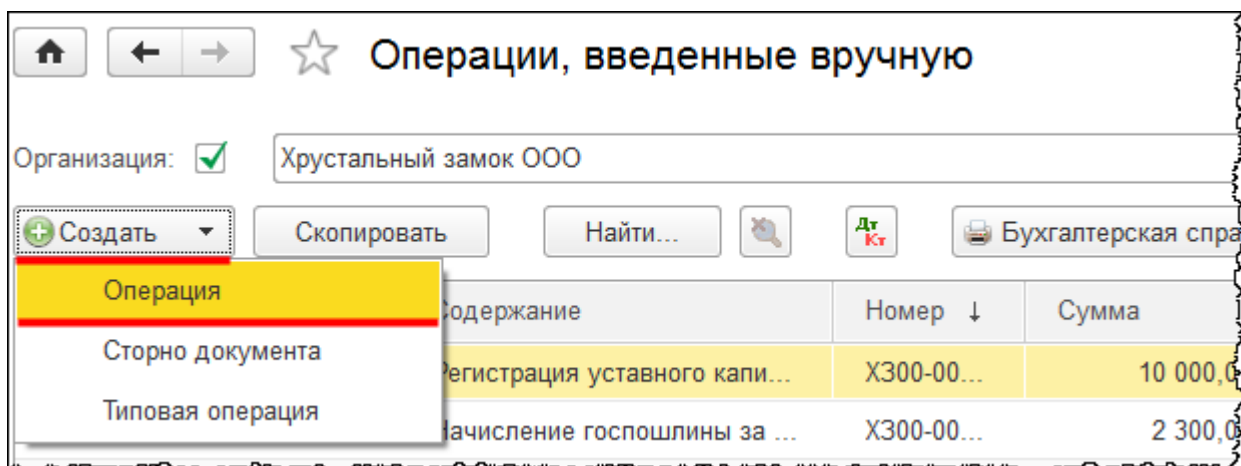 Операции, введенные вручную
Организация: Хрустальный замок ООО
Создать Скопировать Найти... Дт Кт Бухгалтерская спра
Операция
Содержание Номер ↓ Сумма
Сторно документа
Регистрация уставного капи... ХЗ00-00... 10 000,0
Типовая операция
Начисление госпошлины за ... ХЗ00-00... 2 300,0